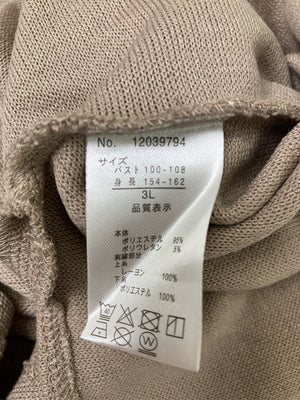 No. 12039794
サイズ
バスト 100-108
身長 154-162
3L
品質表示
本体
ポリエステル 95%
ポリウレタン 5%
刺繍部分
上糸
レーヨン 100%
下糸
ポリエステル 100%
40